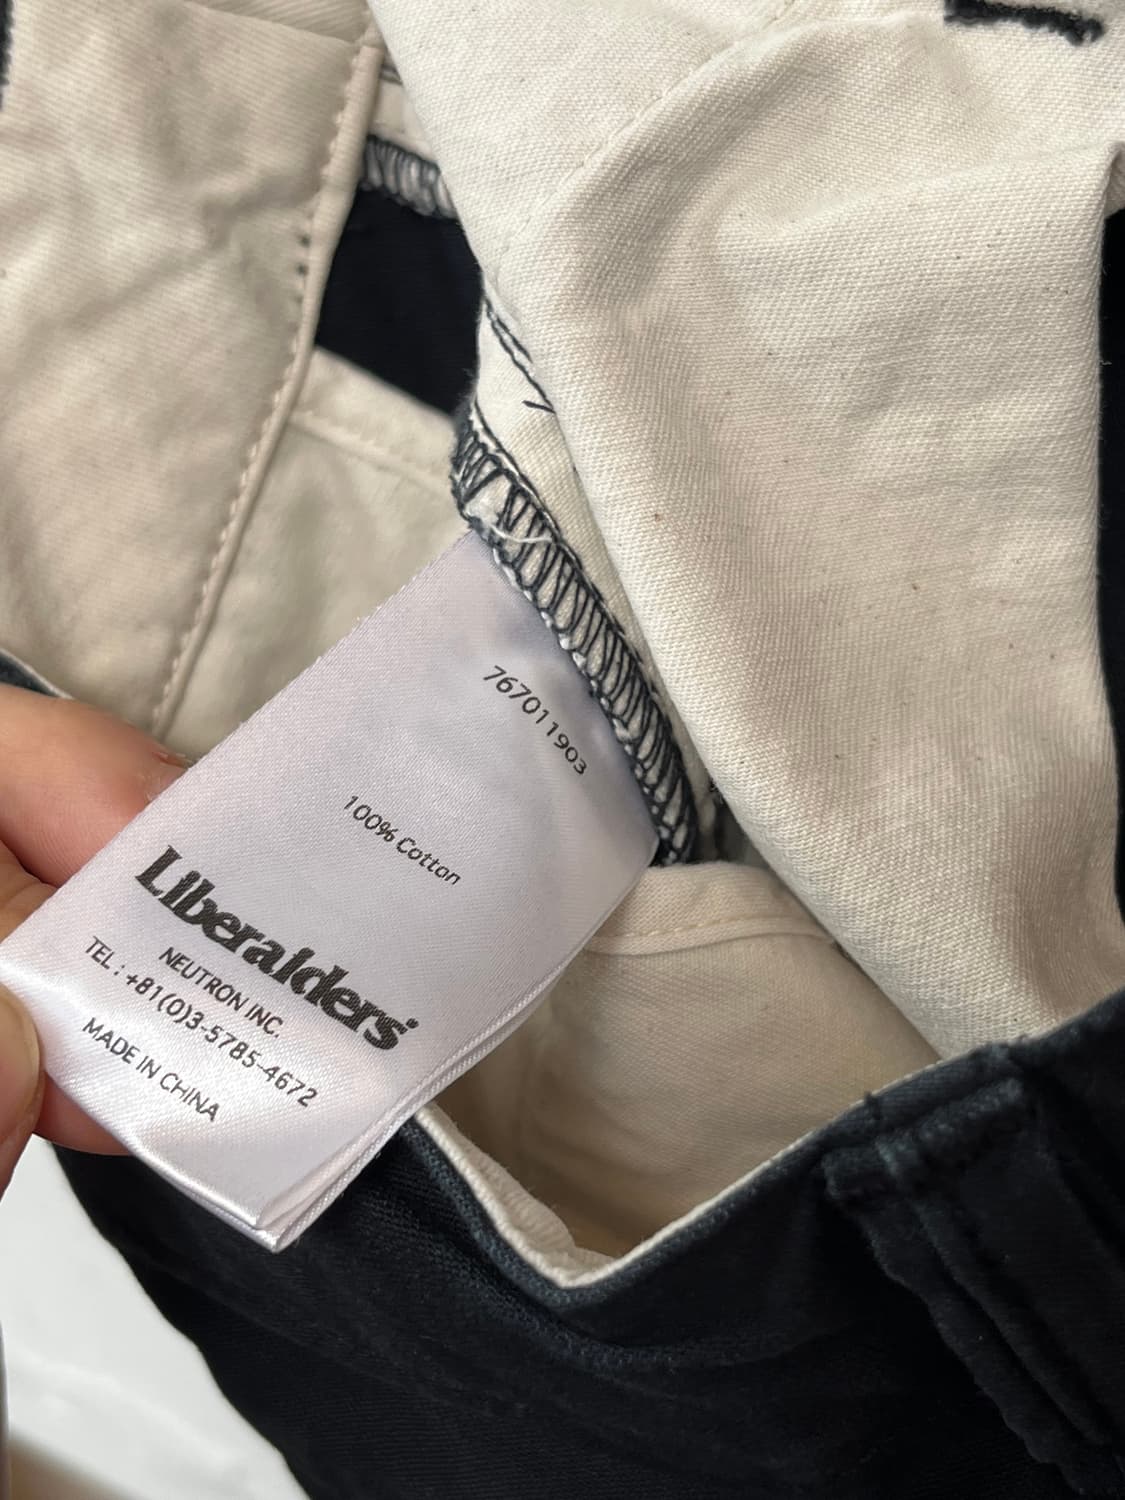 767011903
100% Cotton
Liberaiders
NEUTRON INC.
TEL : +81(0)3-5785-4672
MADE IN CHINA